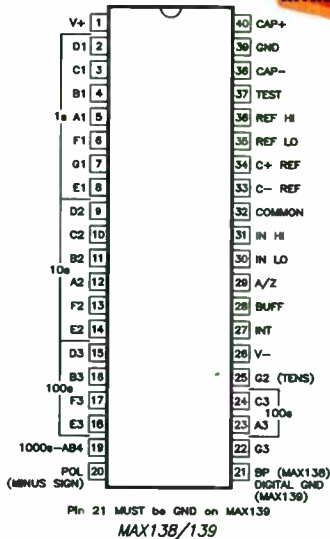 V+ 1
D1 2
C1 3
B1 4
1s A1 5
F1 6
G1 7
E1 8
D2 9
C2 10
B2 11
10s A2 12
F2 13
E2 14
D3 15
B3 16
100s F3 17
E3 18
1000s-AB4 19
POL 20
(MINUS SIGN)
40 CAP+
39 GND
38 CAP-
37 TEST
36 REF HI
35 REF LO
34 C+ REF
33 C- REF
32 COMMON
31 IN HI
30 IN LO
29 A/Z
28 BUFF
27 INT
26 V-
25 G2 (TENS)
24 C3
100s
23 A3
22 G3
21 BP (MAX138)
DIGITAL GND
(MAX139)
Pin 21 MUST be GND on MAX139
MAX138/139